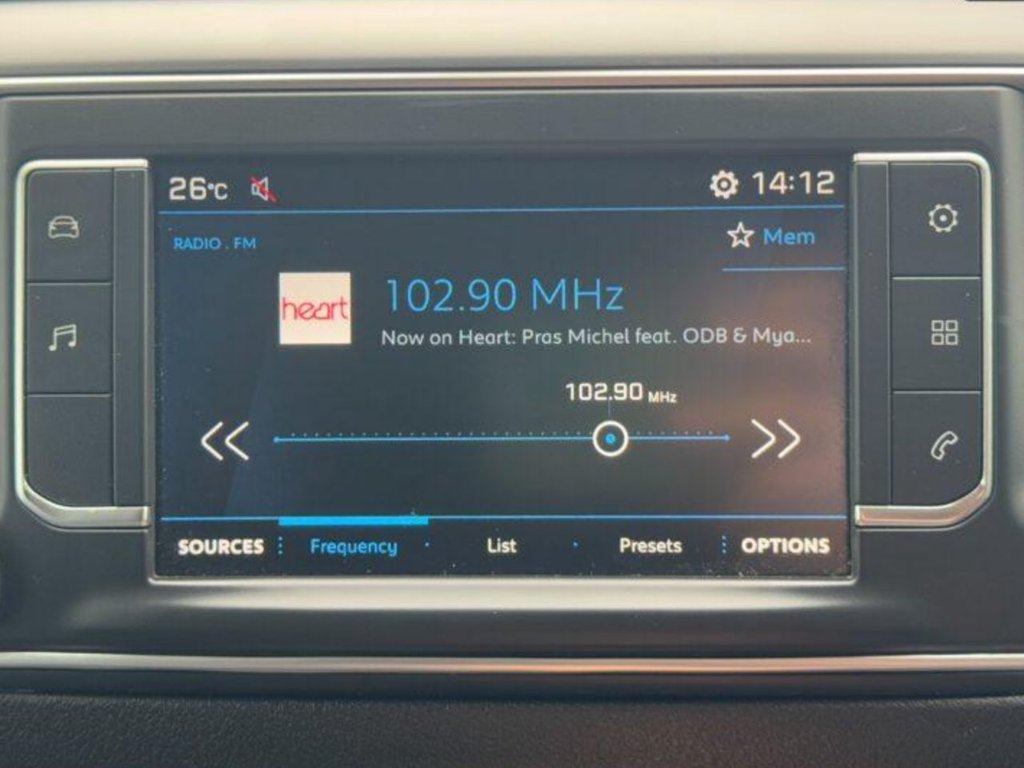 26°C 14:12
RADIO . FM
Mem
heart
102.90 MHz
Now on Heart: Pras Michel feat. ODB & Mya...
102.90 MHz
SOURCES Frequency List Presets OPTIONS